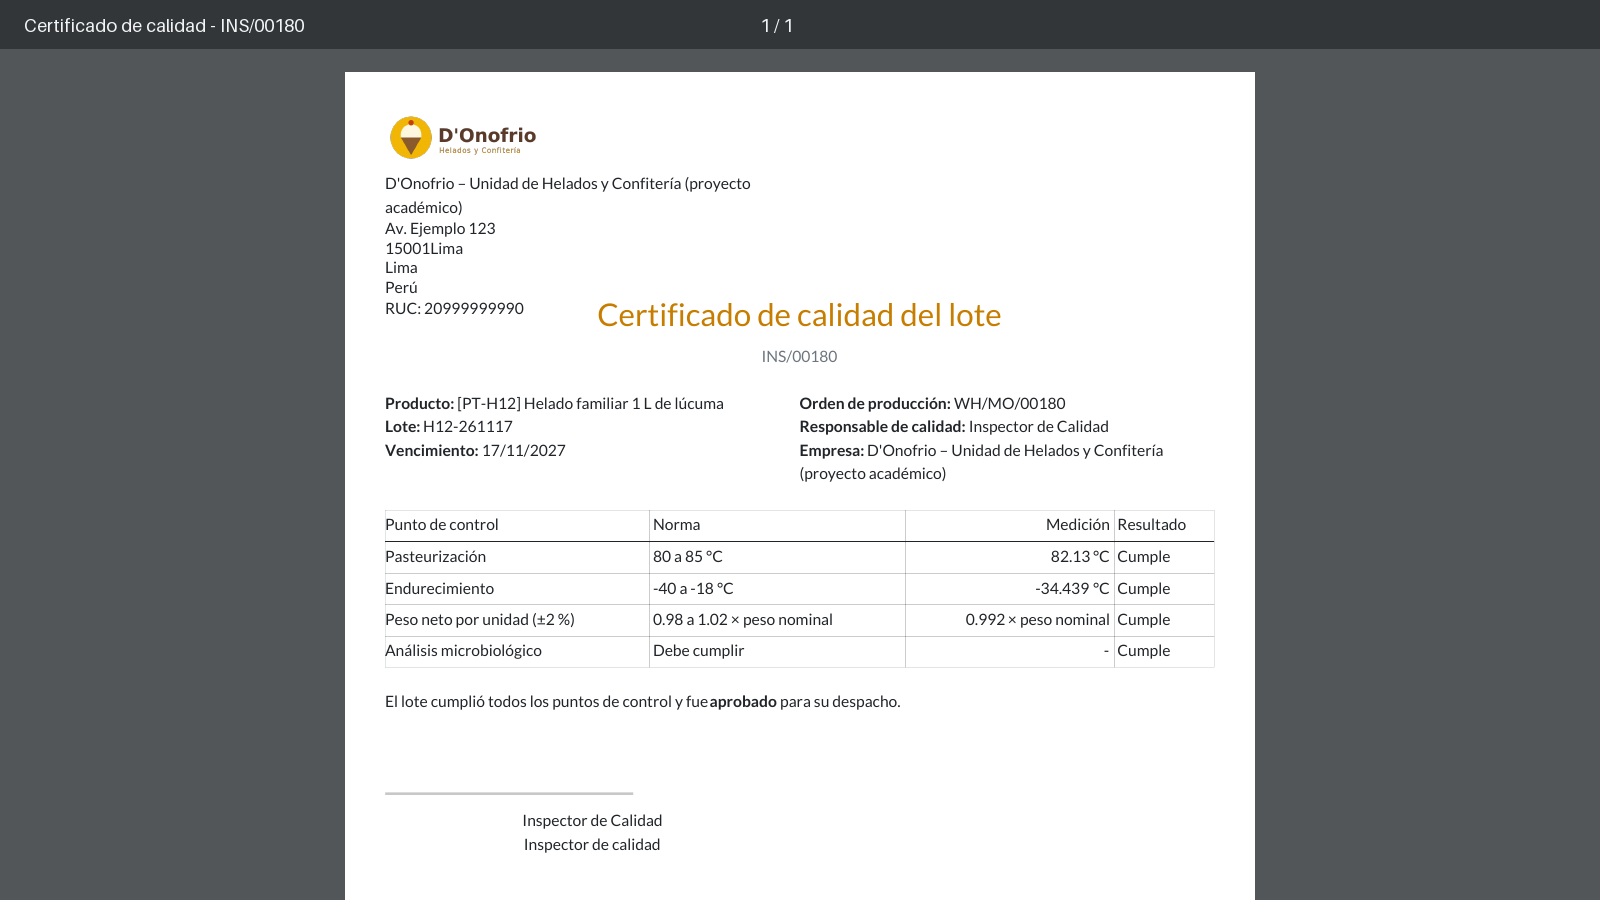 Certificado de calidad - INS/00180
1 / 1
D'Onofrio
Helados y Confitería
D'Onofrio – Unidad de Helados y Confitería (proyecto
académico)
Av. Ejemplo 123
15001Lima
Lima
Perú
RUC: 20999999990
Certificado de calidad del lote
INS/00180
Producto: [PT-H12] Helado familiar 1 L de lúcuma
Lote: H12-261117
Vencimiento: 17/11/2027
Orden de producción: WH/MO/00180
Responsable de calidad: Inspector de Calidad
Empresa: D'Onofrio – Unidad de Helados y Confitería
(proyecto académico)
Punto de control Norma Medición Resultado
Pasteurización 80 a 85 °C 82.13 °C Cumple
Endurecimiento -40 a -18 °C -34.439 °C Cumple
Peso neto por unidad (±2 %) 0.98 a 1.02 × peso nominal 0.992 × peso nominal Cumple
Análisis microbiológico Debe cumplir - Cumple
El lote cumplió todos los puntos de control y fue aprobado para su despacho.
Inspector de Calidad
Inspector de calidad